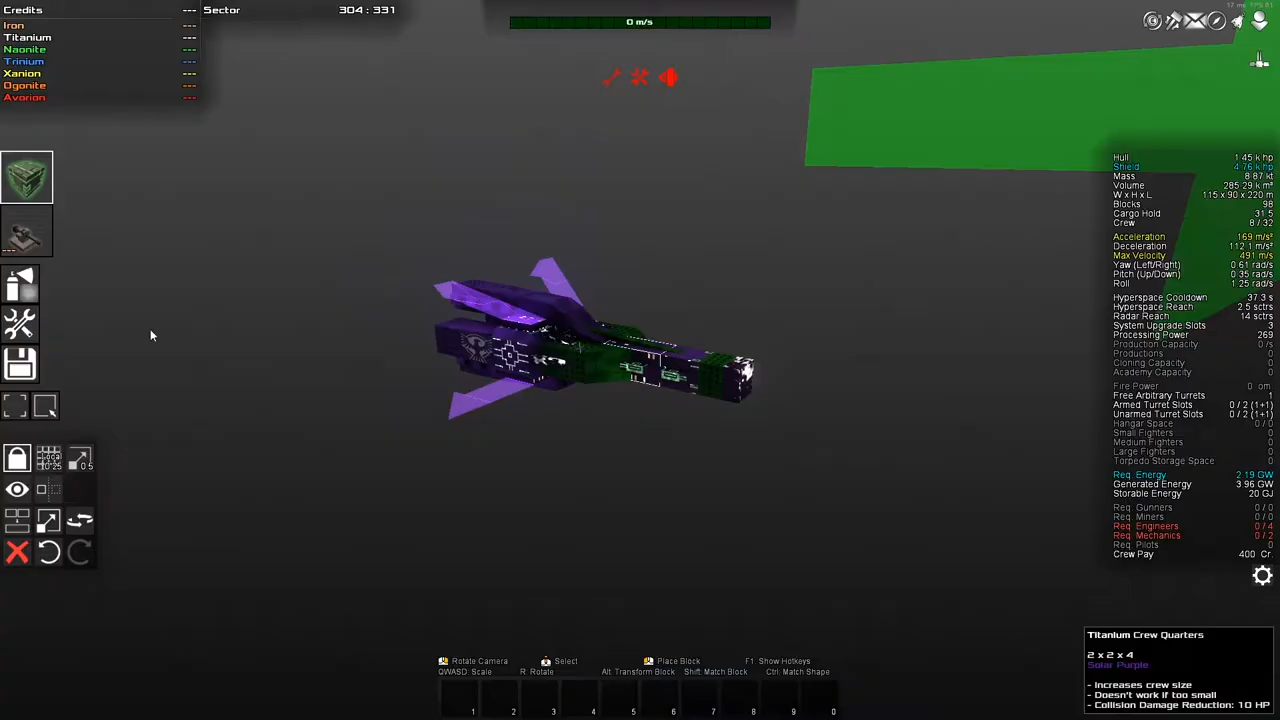 Credits ---
Iron ---
Titanium ---
Naonite ---
Trinium ---
Xanion ---
Ogonite ---
Avorion ---
Sector 304 : 331
0 m/s
Hull 1.45 k hp
Shield 4.76 k hp
Mass 8.87 kt
Volume 285.29 k m³
W x H x L 115 x 90 x 220 m
Blocks 98
Cargo Hold 31.5
Crew 8 / 32
Acceleration 169 m/s²
Deceleration 112.1 m/s²
Max Velocity 491 m/s
Yaw (Left/Right) 0.61 rad/s
Pitch (Up/Down) 0.35 rad/s
Roll 1.25 rad/s
Hyperspace Cooldown 37.3 s
Hyperspace Reach 2.5 sctrs
Radar Reach 14 sctrs
System Upgrade Slots 3
Processing Power 269
Production Capacity 0 /s
Productions 0
Cloning Capacity 0
Academy Capacity 0
Fire Power 0
Free Arbitrary Turrets 1
Armed Turret Slots 0 / 2 (1+1)
Unarmed Turret Slots 0 / 2 (1+1)
Hangar Space 0 / 0
Small Fighters 0
Medium Fighters 0
Large Fighters 0
Torpedo Storage Space 0
Req. Energy 2.19 GW
Generated Energy 3.96 GW
Storable Energy 20 GJ
Req. Gunners 0 / 0
Req. Miners 0 / 0
Req. Engineers 0 / 4
Req. Mechanics 0 / 2
Req. Pilots 0
Crew Pay 400 Cr.
Titanium Crew Quarters
2 x 2 x 4
Solar Purple
- Increases crew size
- Doesn't work if too small
- Collision Damage Reduction: 10 HP
Rotate Camera Select Place Block F1: Show Hotkeys
QWASD: Scale R: Rotate Alt: Transform Block Shift: Match Block Ctrl: Match Shape
1 2 3 4 5 6 7 8 9 0